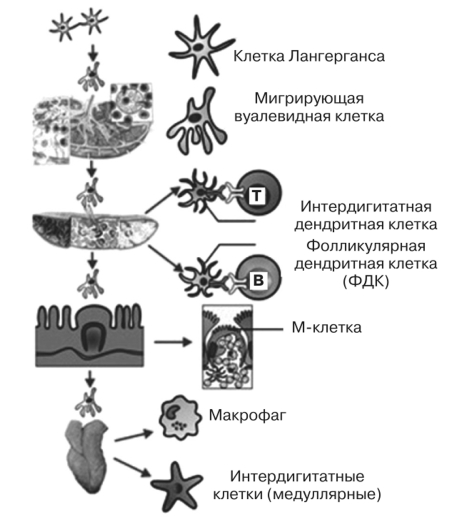 Клетка Лангерганса
Мигрирующая
вуалевидная клетка
Т
Интердигитатная
дендритная клетка
Фолликулярная
дендритная клетка
(ФДК)
В
М-клетка
Макрофаг
Интердигитатные
клетки (медуллярные)